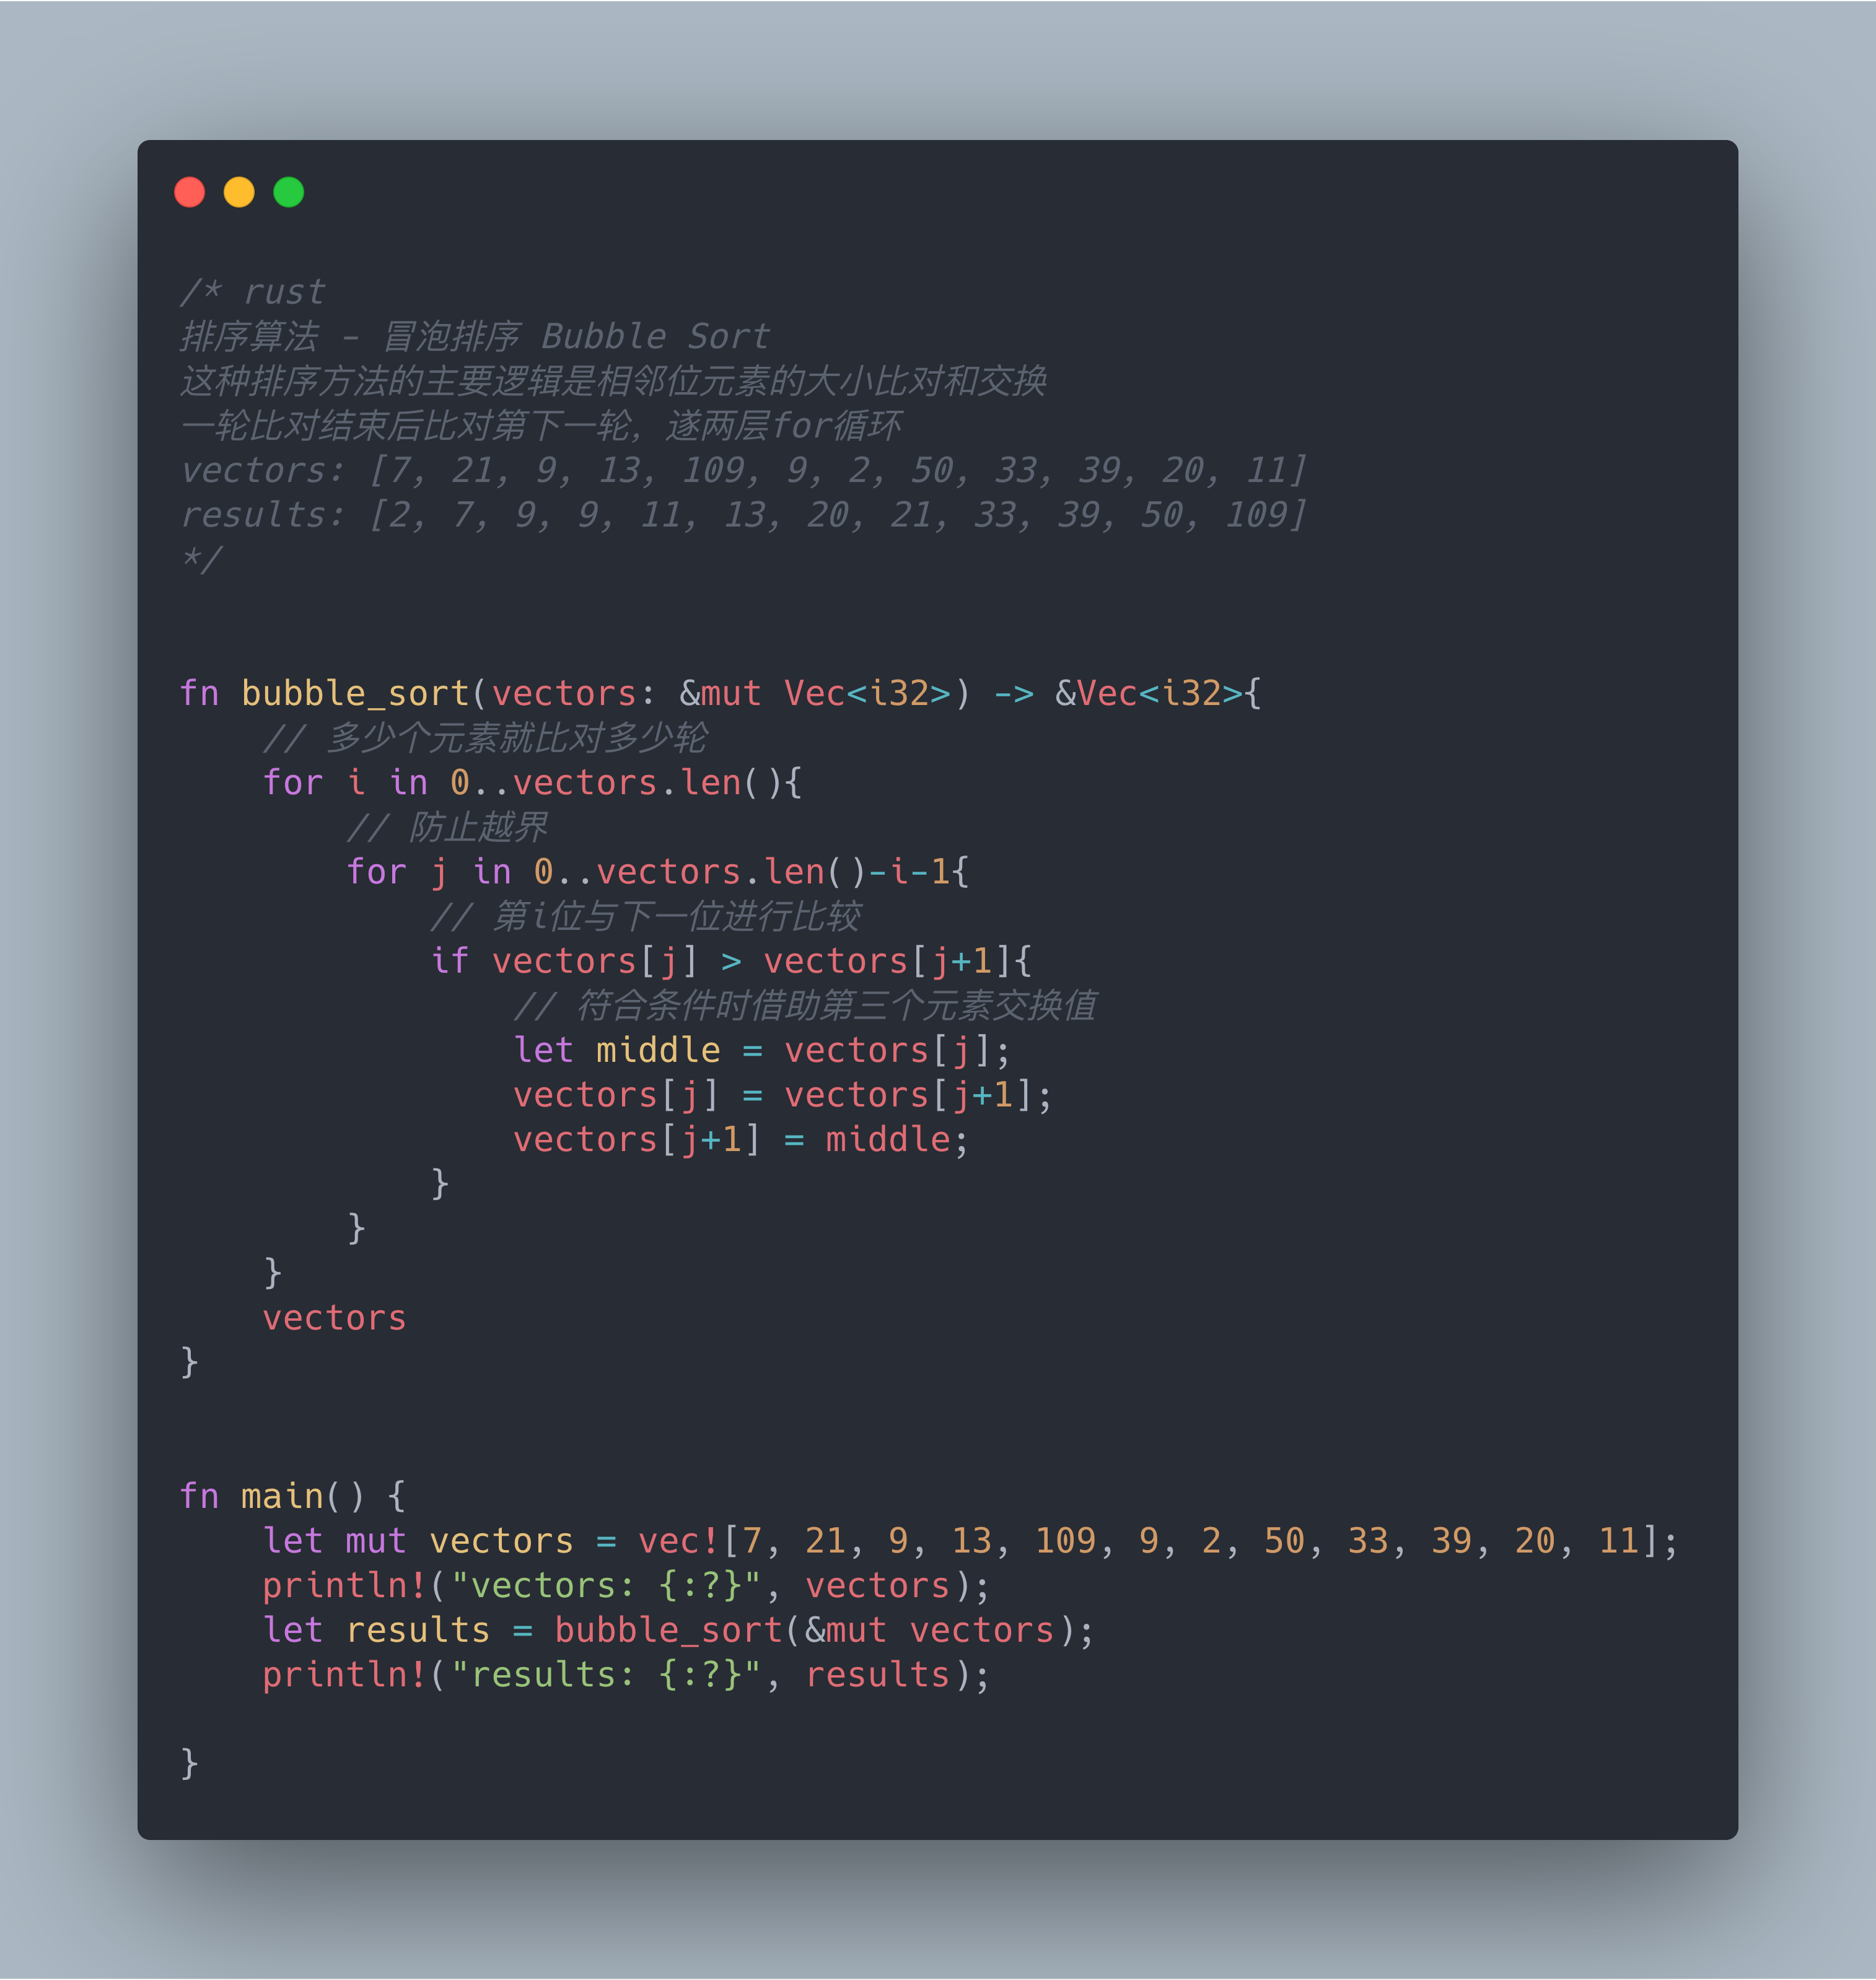 /* rust
排序算法 - 冒泡排序 Bubble Sort
这种排序方法的主要逻辑是相邻位元素的大小比对和交换
一轮比对结束后比对第下一轮, 遂两层for循环
vectors: [7, 21, 9, 13, 109, 9, 2, 50, 33, 39, 20, 11]
results: [2, 7, 9, 9, 11, 13, 20, 21, 33, 39, 50, 109]
*/
fn bubble_sort(vectors: &mut Vec<i32>) -> &Vec<i32>{
    // 多少个元素就比对多少轮
    for i in 0..vectors.len(){
        // 防止越界
        for j in 0..vectors.len()-i-1{
            // 第i位与下一位进行比较
            if vectors[j] > vectors[j+1]{
                // 符合条件时借助第三个元素交换值
                let middle = vectors[j];
                vectors[j] = vectors[j+1];
                vectors[j+1] = middle;
            }
        }
    }
    vectors
}
fn main() {
    let mut vectors = vec![7, 21, 9, 13, 109, 9, 2, 50, 33, 39, 20, 11];
    println!("vectors: {:?}", vectors);
    let results = bubble_sort(&mut vectors);
    println!("results: {:?}", results);
}